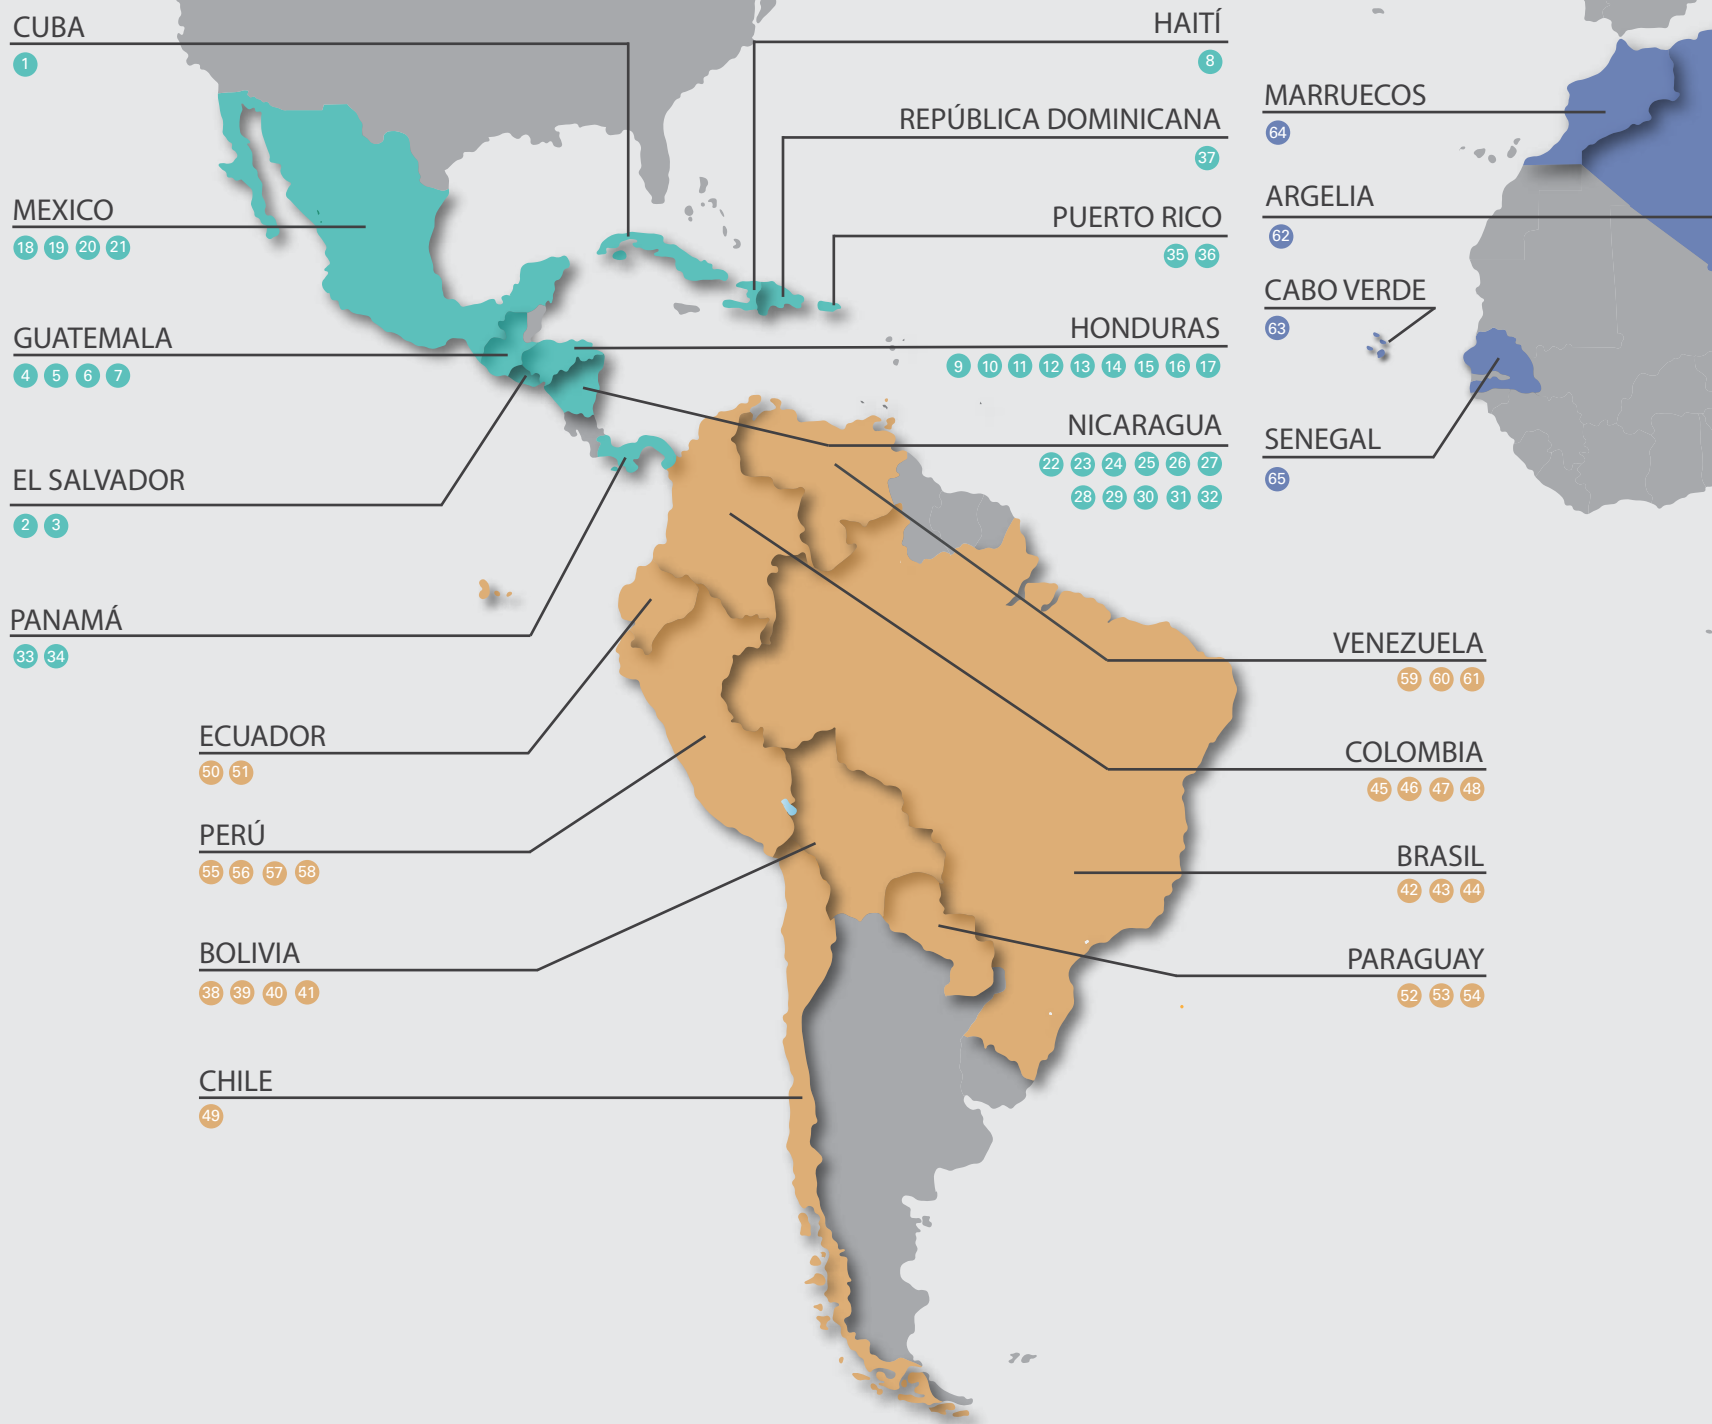 CUBA
1
MEXICO
18 19 20 21
GUATEMALA
4 5 6 7
EL SALVADOR
2 3
PANAMÁ
33 34
HAITÍ
8
REPÚBLICA DOMINICANA
37
PUERTO RICO
35 36
HONDURAS
9 10 11 12 13 14 15 16 17
NICARAGUA
22 23 24 25 26 27
28 29 30 31 32
MARRUECOS
64
ARGELIA
62
CABO VERDE
63
SENEGAL
65
ECUADOR
50 51
PERÚ
55 56 57 58
BOLIVIA
38 39 40 41
CHILE
49
VENEZUELA
59 60 61
COLOMBIA
45 46 47 48
BRASIL
42 43 44
PARAGUAY
52 53 54